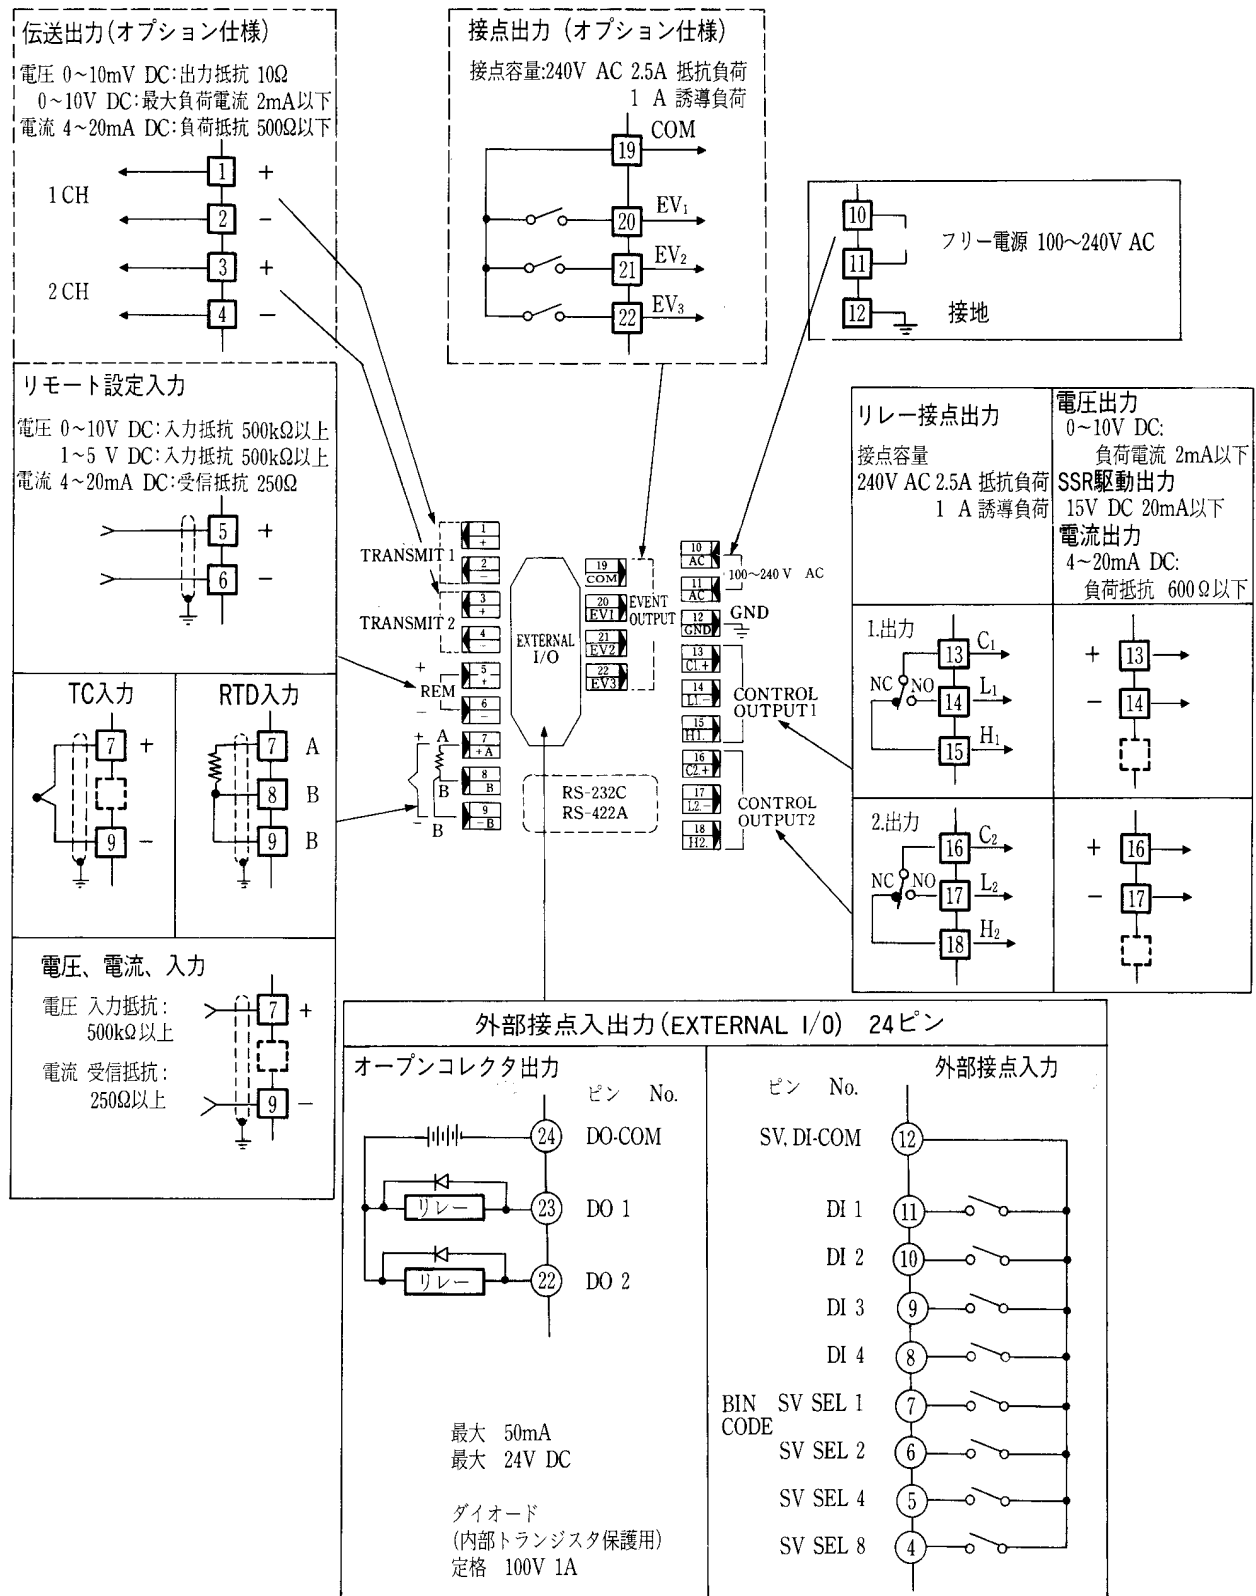 伝送出力(オプション仕様)
電圧 0~10mV DC:出力抵抗 10Ω
0~10V DC:最大負荷電流 2mA以下
電流 4~20mA DC:負荷抵抗 500Ω以下
1 +
1 CH
2 −
3 +
2 CH
4 −
接点出力 (オプション仕様)
接点容量:240V AC 2.5A 抵抗負荷
1 A 誘導負荷
19 COM
20 EV₁
21 EV₂
22 EV₃
10
フリー電源 100~240V AC
11
12 接地
リモート設定入力
電圧 0~10V DC:入力抵抗 500kΩ以上
1~5 V DC:入力抵抗 500kΩ以上
電流 4~20mA DC:受信抵抗 250Ω
5 +
6 −
TC入力
7 +
9 −
RTD入力
7 A
8 B
9 B
電圧、電流、入力
電圧 入力抵抗:
500kΩ以上
電流 受信抵抗:
250Ω以上
7 +
9 −
TRANSMIT 1
1 +
2 −
TRANSMIT 2
3 +
4 −
+
REM
−
5 +
6 −
+ A
B
− B
7 +A
8 B
9 −B
EXTERNAL
I/O
RS-232C
RS-422A
19 COM
20 EV1
21 EV2
22 EV3
EVENT
OUTPUT
10 AC
11 AC
100~240 V AC
12 GND
GND
13 C1.+
14 L1.−
15 H1.
CONTROL
OUTPUT1
16 C2.+
17 L2.−
18 H2.
CONTROL
OUTPUT2
リレー接点出力
接点容量
240V AC 2.5A 抵抗負荷
1 A 誘導負荷
電圧出力
0~10V DC:
負荷電流 2mA以下
SSR駆動出力
15V DC 20mA以下
電流出力
4~20mA DC:
負荷抵抗 600Ω以下
1.出力
13 C₁
NC NO
14 L₁
15 H₁
+ 13
− 14
2.出力
16 C₂
NC NO
17 L₂
18 H₂
+ 16
− 17
外部接点入出力(EXTERNAL I/O) 24ピン
オープンコレクタ出力
ピン No.
24 DO-COM
リレー 23 DO 1
リレー 22 DO 2
最大 50mA
最大 24V DC
ダイオード
(内部トランジスタ保護用)
定格 100V 1A
外部接点入力
ピン No.
SV, DI-COM 12
DI 1 11
DI 2 10
DI 3 9
DI 4 8
BIN
CODE
SV SEL 1 7
SV SEL 2 6
SV SEL 4 5
SV SEL 8 4